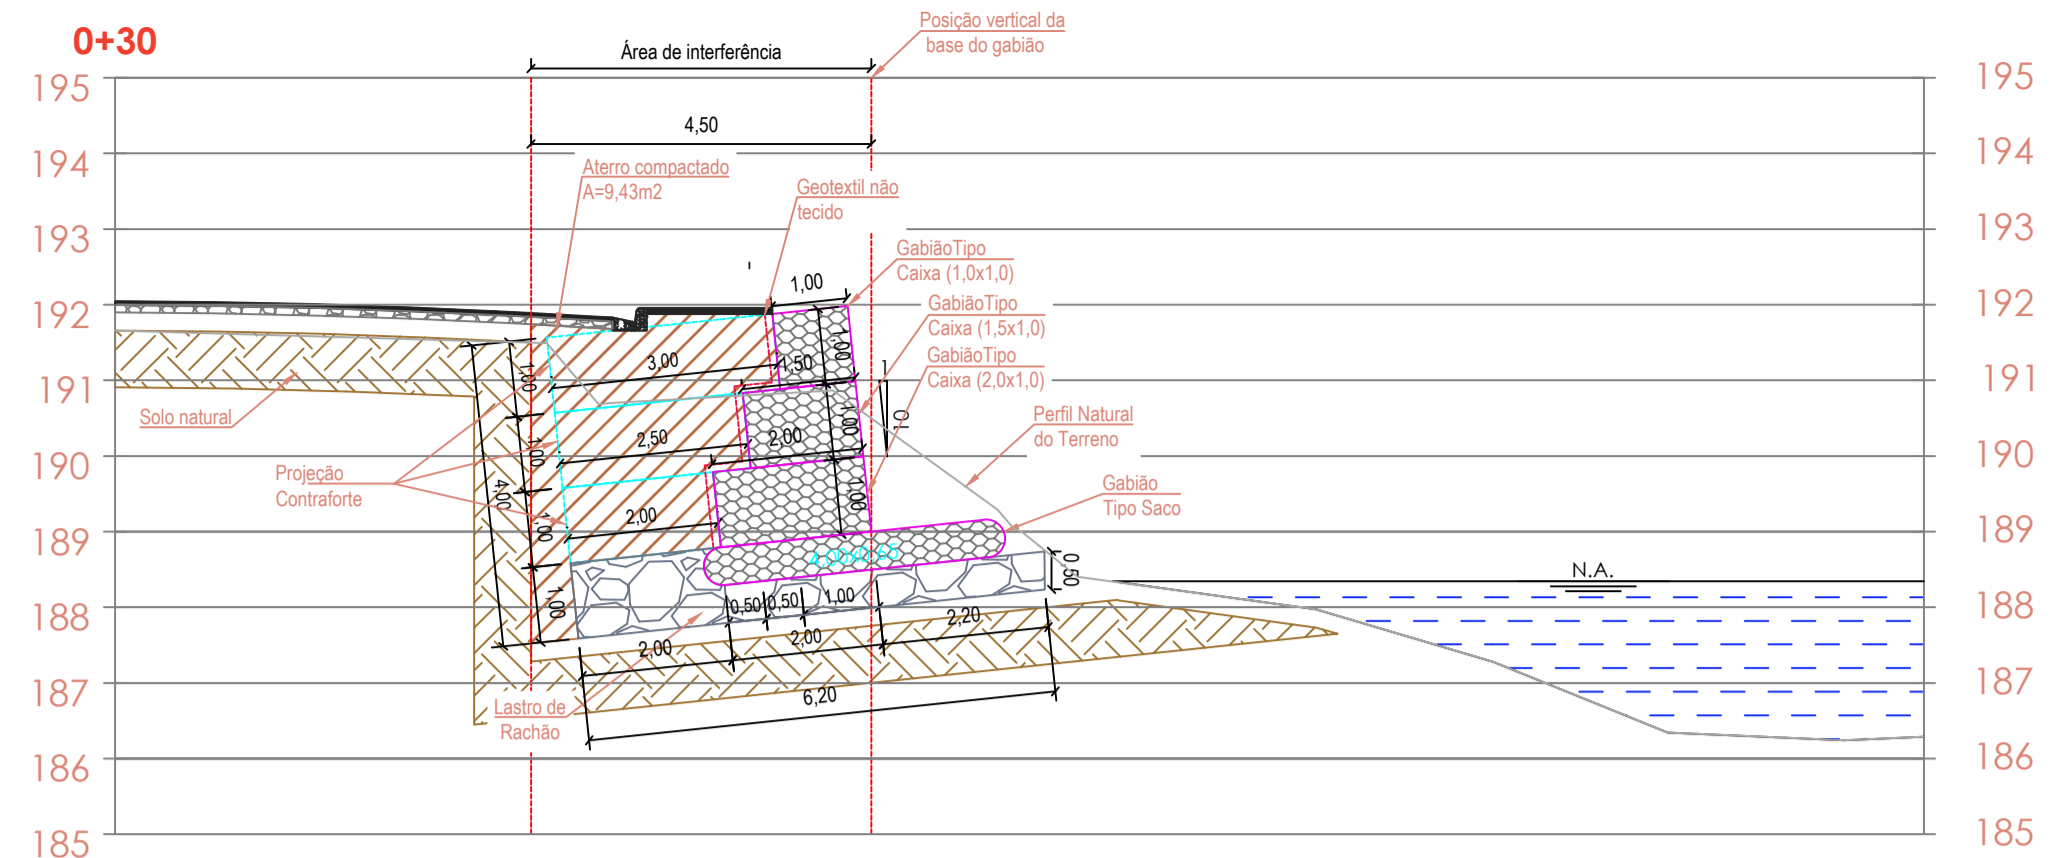 0+30
Posição vertical da
base do gabião
Área de interferência
195
195
4,50
194
194
Aterro compactado
A=9,43m2
Geotextil não
tecido
193
193
GabiãoTipo
Caixa (1,0x1,0)
1,00
192
192
GabiãoTipo
Caixa (1,5x1,0)
1,00
GabiãoTipo
Caixa (2,0x1,0)
3,00
1,50
1,00
1
191
191
Solo natural
0,1
1,00
Perfil Natural
do Terreno
2,50
2,00
1,00
190
190
Projeção
Contraforte
4,00
1,00
Gabião
Tipo Saco
2,00
1,00
189
189
4,00x0,65
0,50
N.A.
1,00
0,50
0,50
1,00
188
188
2,20
2,00
2,00
187
187
6,20
Lastro de
Rachão
186
186
185
185